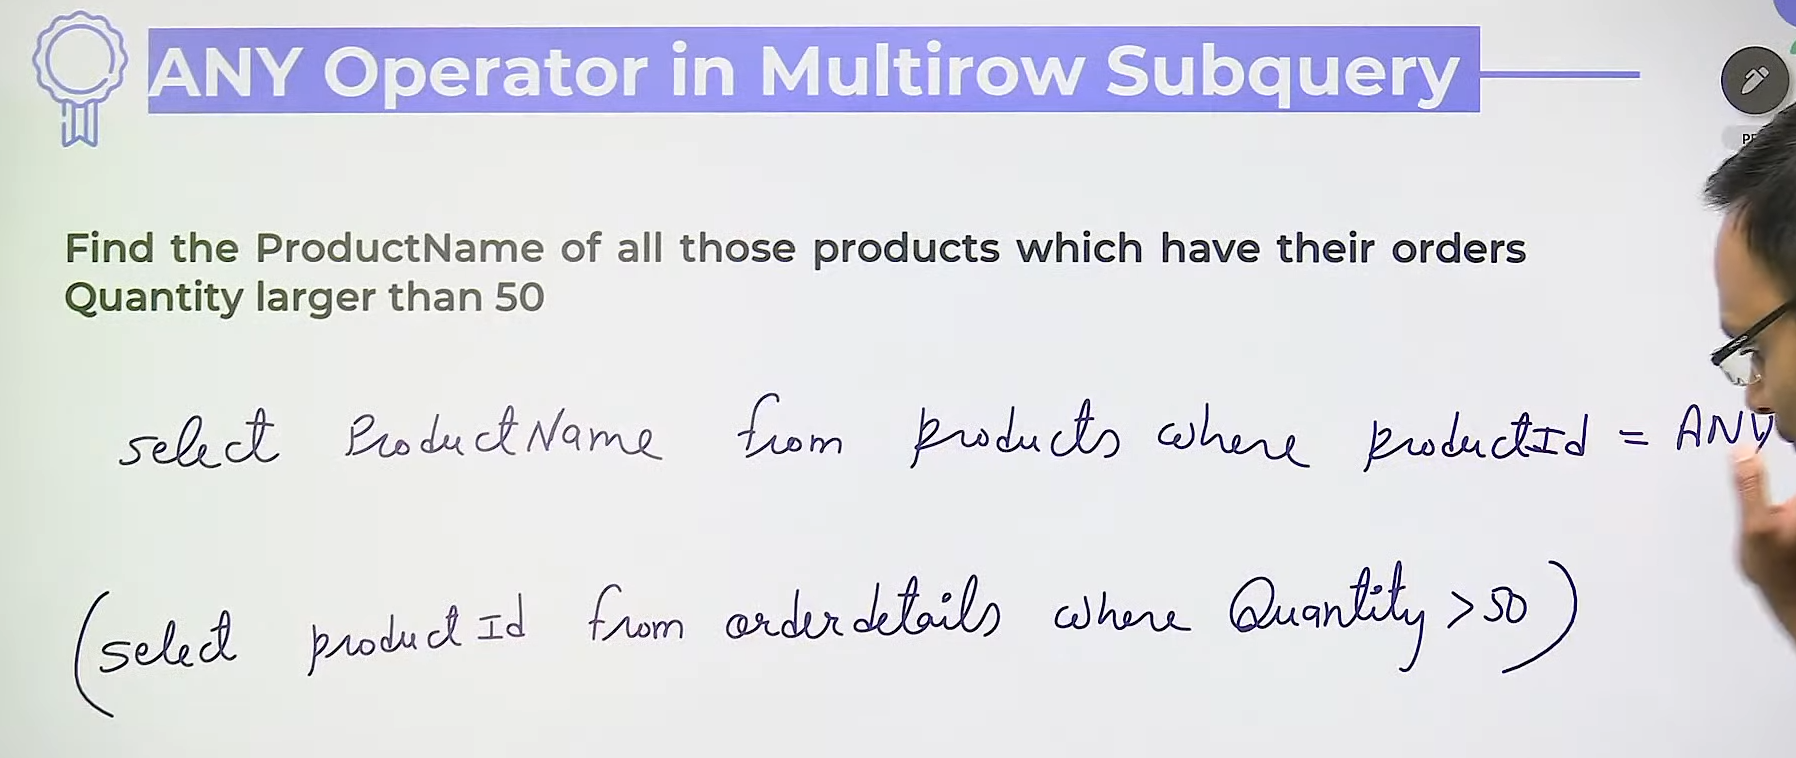 ANY Operator in Multirow Subquery
Find the ProductName of all those products which have their orders
Quantity larger than 50
select ProductName from products where productId = ANY
(select productId from orderdetails where Quantity > 50)